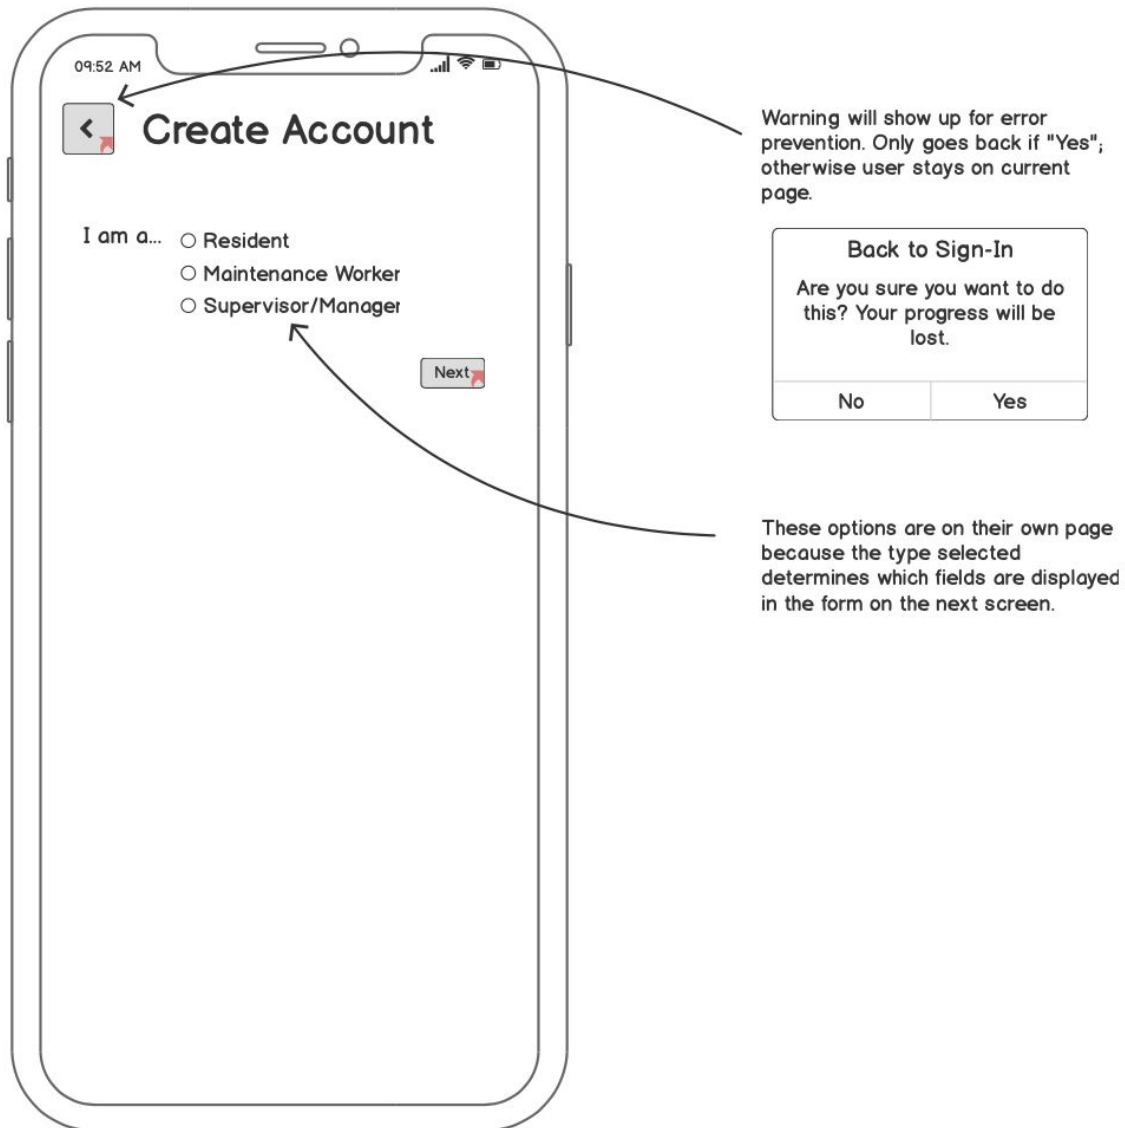 09:52 AM
Create Account
I am a...
Resident
Maintenance Worker
Supervisor/Manager
Next
Warning will show up for error
prevention. Only goes back if "Yes";
otherwise user stays on current
page.
Back to Sign-In
Are you sure you want to do
this? Your progress will be
lost.
No
Yes
These options are on their own page
because the type selected
determines which fields are displayed
in the form on the next screen.